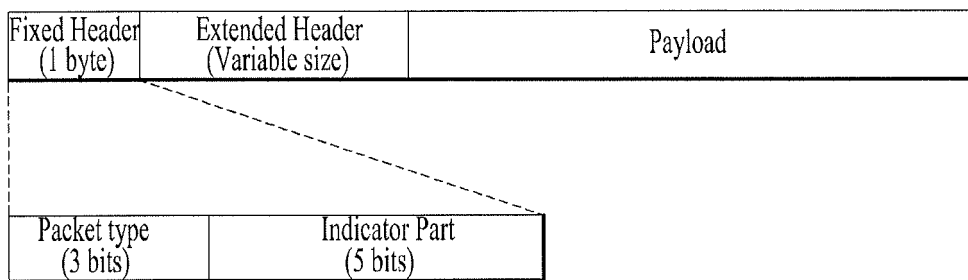 Fixed Header
(1 byte)
Extended Header
(Variable size)
Payload
Packet type
(3 bits)
Indicator Part
(5 bits)